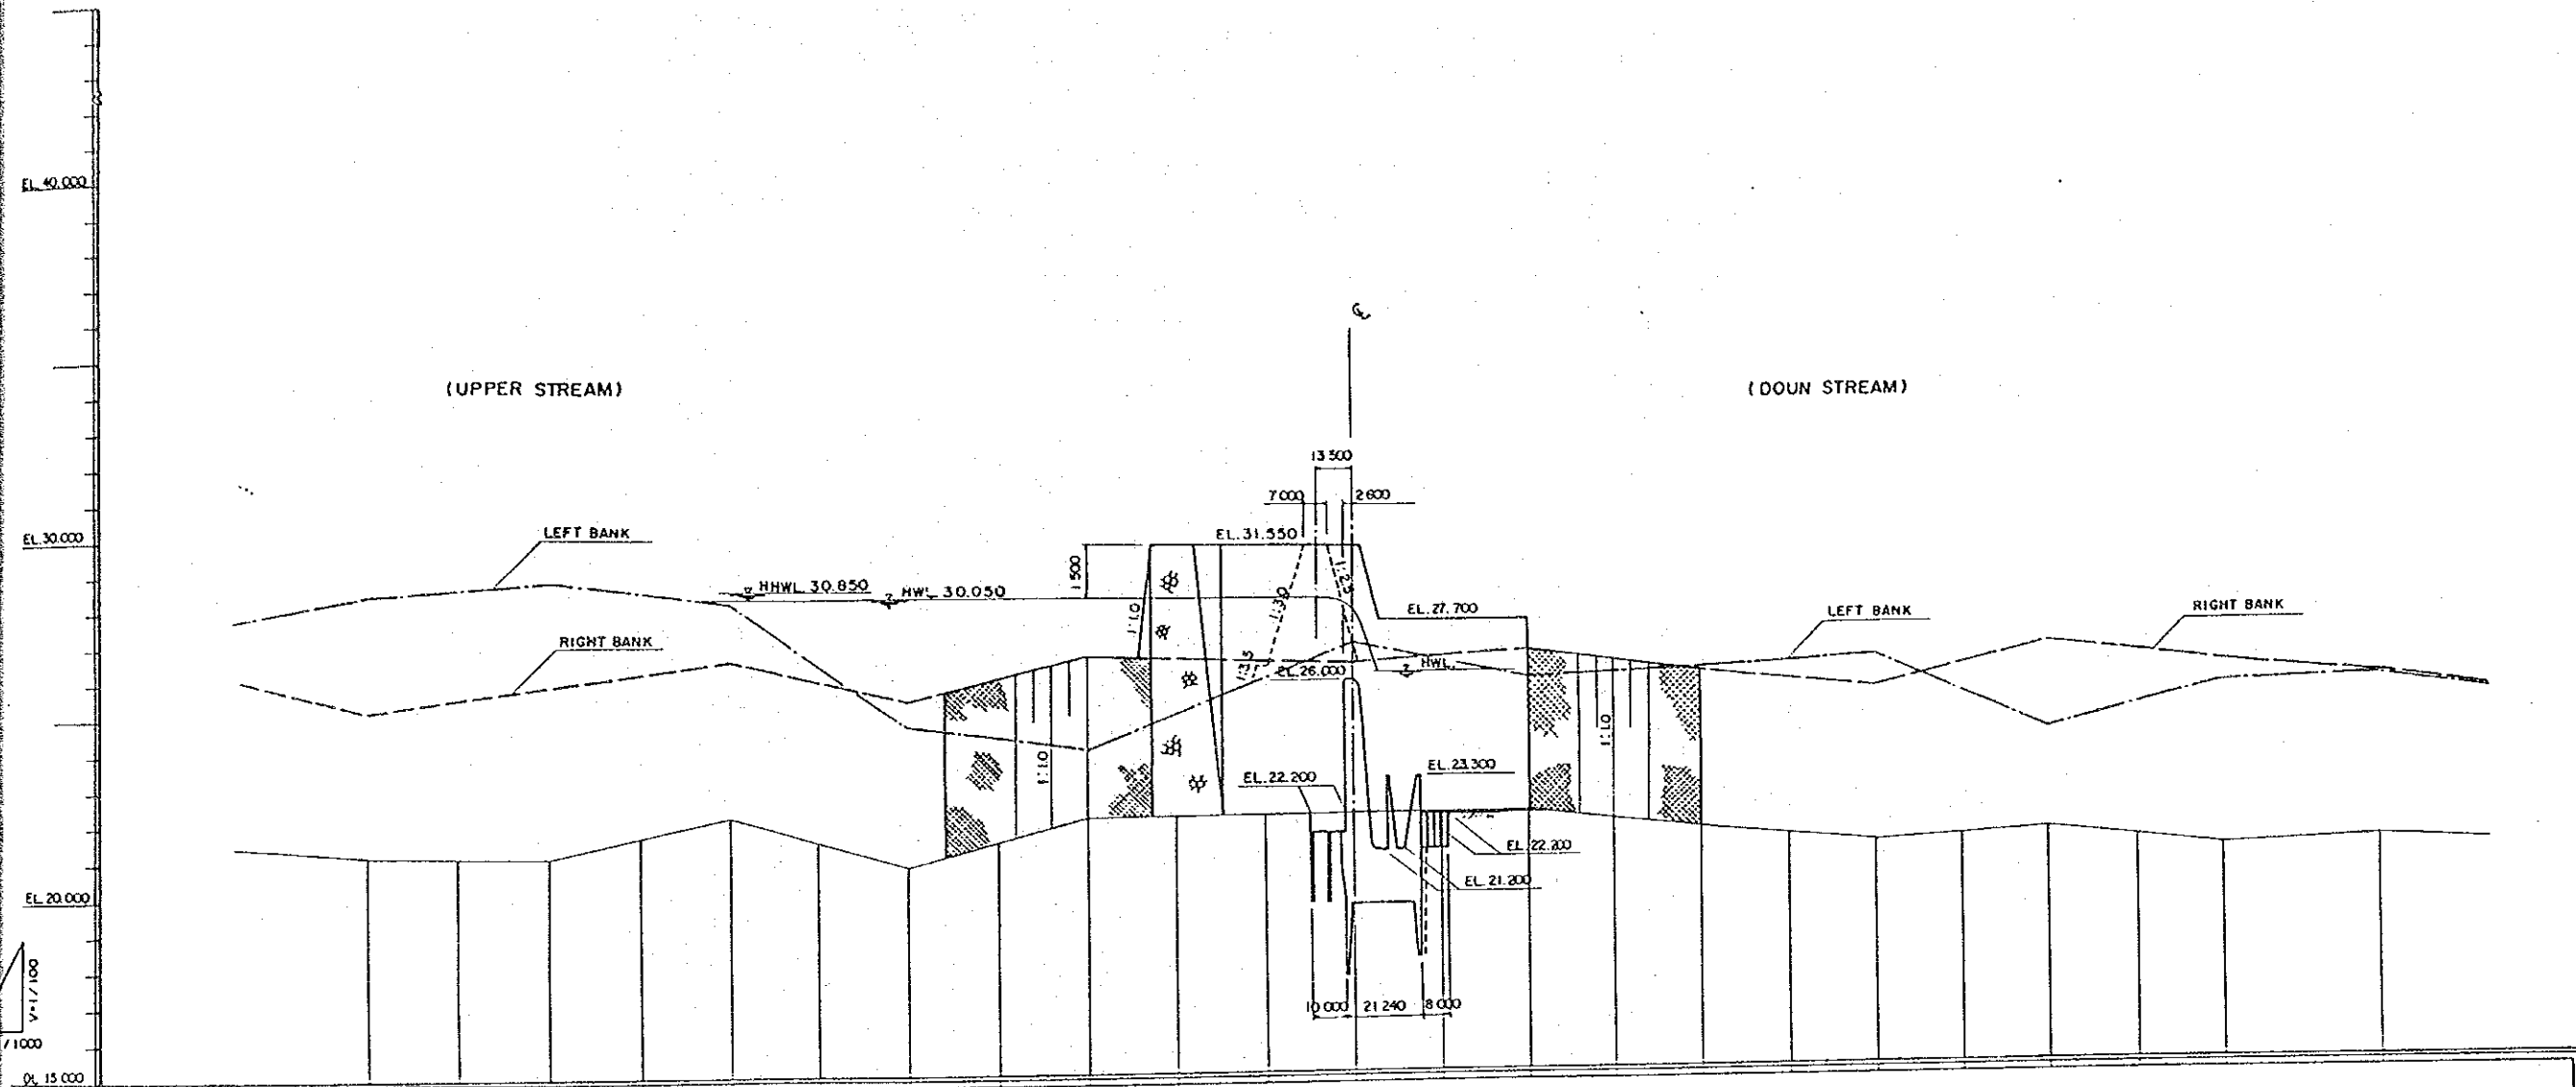 EL.40.000
(UPPER STREAM)
(DOUN STREAM)
13 500
7 000
2 600
EL.30.000
LEFT BANK
EL.31.550
1 500
HHWL 30.850
HWL 30.050
1:1.0
1:3.0
1:2.5
EL.27.700
LEFT BANK
RIGHT BANK
RIGHT BANK
HWL.
EL.26.000
1:1.0
1:1.0
EL.22.200
EL.23.300
EL.22.200
EL.21.200
EL.20.000
10 000
21 240
8 000
V=1/100
/1000
DL 15 000